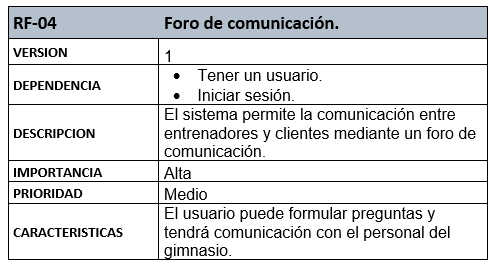 RF-04 Foro de comunicación.
VERSION 1
DEPENDENCIA • Tener un usuario.
• Iniciar sesión.
DESCRIPCION El sistema permite la comunicación entre
entrenadores y clientes mediante un foro de
comunicación.
IMPORTANCIA Alta
PRIORIDAD Medio
CARACTERISTICAS El usuario puede formular preguntas y
tendrá comunicación con el personal del
gimnasio.